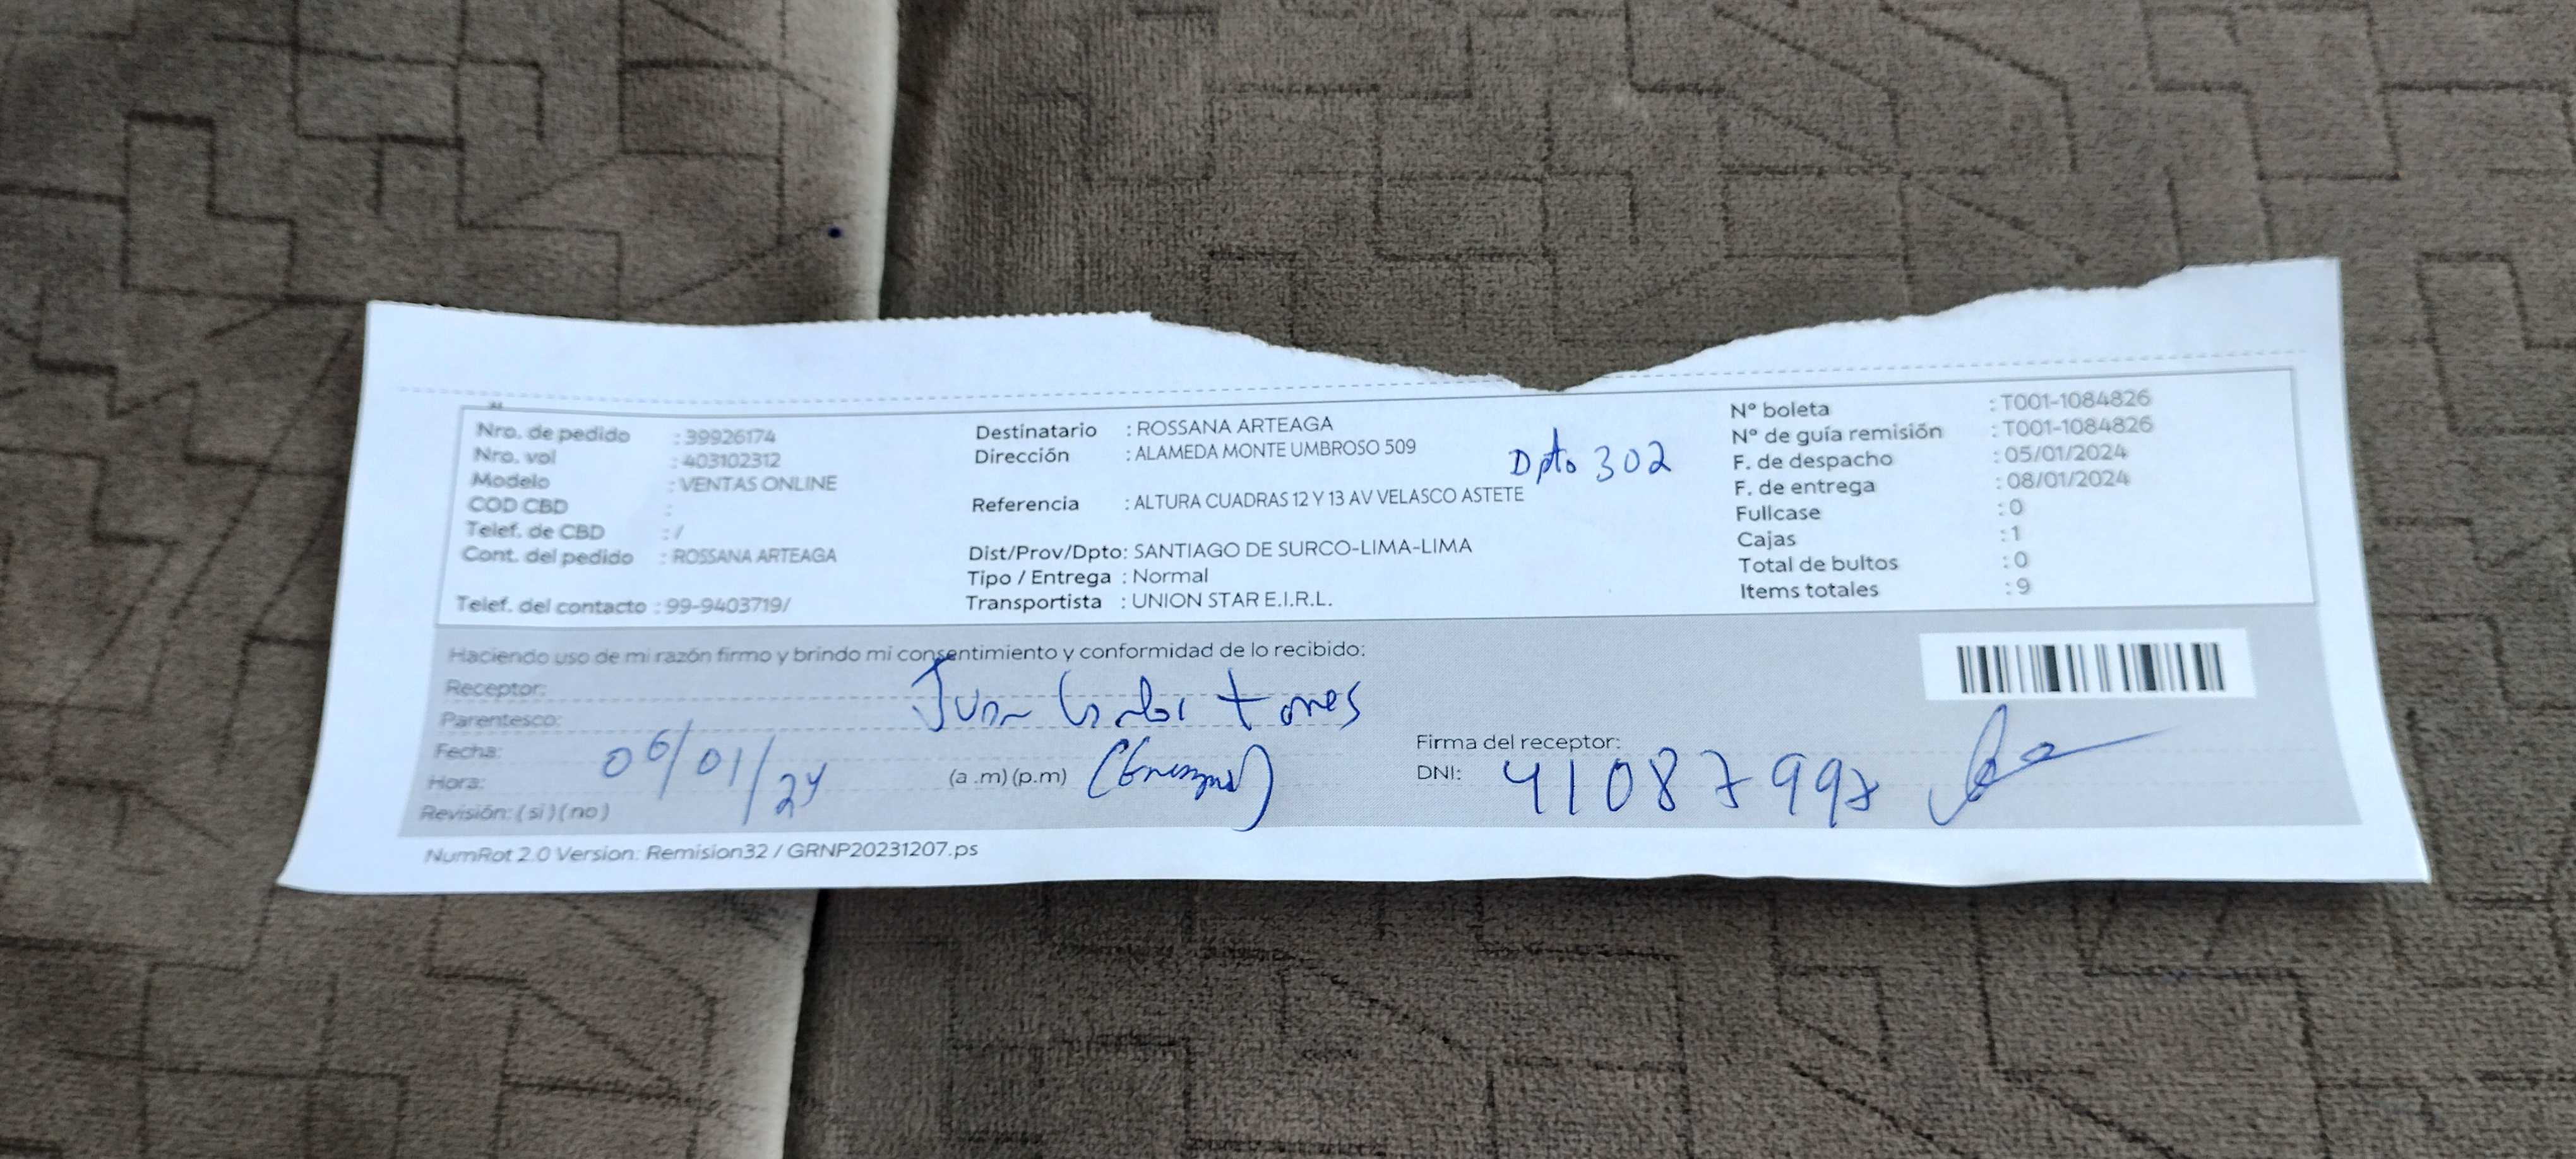 Nro. de pedido : 39926174
Nro. vol : 403102312
Modelo : VENTAS ONLINE
COD CBD :
Telef. de CBD : /
Cont. del pedido : ROSSANA ARTEAGA
Telef. del contacto : 99-9403719/
Destinatario : ROSSANA ARTEAGA
Dirección : ALAMEDA MONTE UMBROSO 509
Dpto 302
Referencia : ALTURA CUADRAS 12 Y 13 AV VELASCO ASTETE
Dist/Prov/Dpto: SANTIAGO DE SURCO-LIMA-LIMA
Tipo / Entrega : Normal
Transportista : UNION STAR E.I.R.L.
N° boleta : T001-1084826
N° de guía remisión : T001-1084826
F. de despacho : 05/01/2024
F. de entrega : 08/01/2024
Fullcase : 0
Cajas : 1
Total de bultos : 0
Items totales : 9
Haciendo uso de mi razón firmo y brindo mi consentimiento y conformidad de lo recibido:
Receptor: Juan Carlos torres
Parentesco:
Fecha: 06/01/24
Hora: (a .m) (p.m)
Revisión: ( si ) ( no )
Firma del receptor:
DNI: 41087997
NumRot 2.0 Version: Remision32 / GRNP20231207.ps